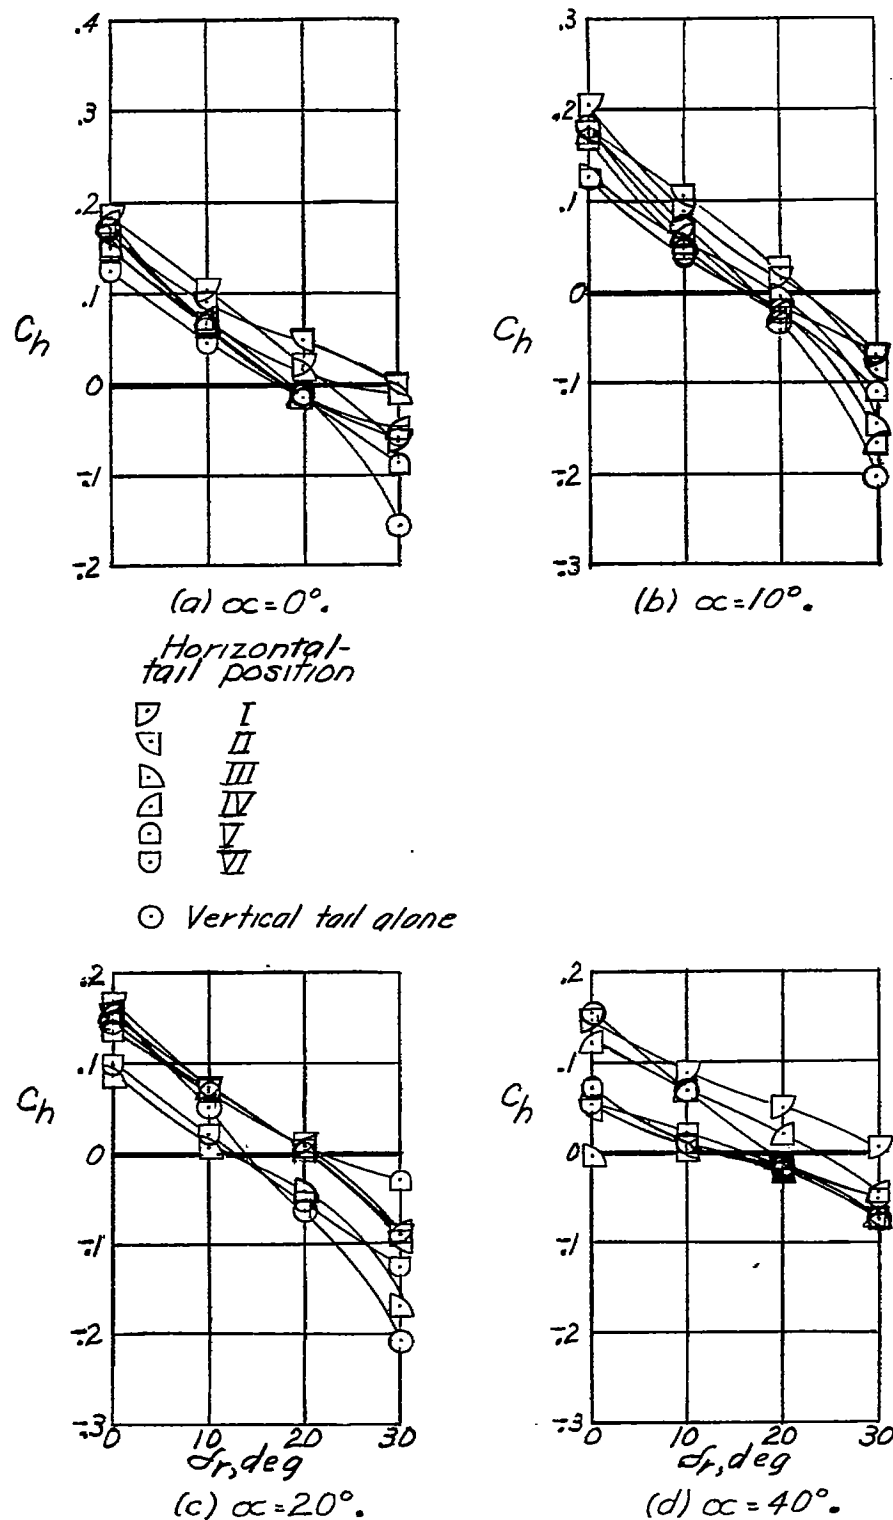 .4
.3
.2
.1
0
-.1
-.2
C_h
(a) α=0°.
.3
.2
.1
0
-.1
-.2
-.3
C_h
(b) α=10°.
Horizontal-
tail position
I
II
III
IV
V
VI
Vertical tail alone
.2
.1
0
-.1
-.2
-.3
C_h
0 10 20 30
δr, deg
(c) α=20°.
.2
.1
0
-.1
-.2
-.3
C_h
0 10 20 30
δr, deg
(d) α=40°.